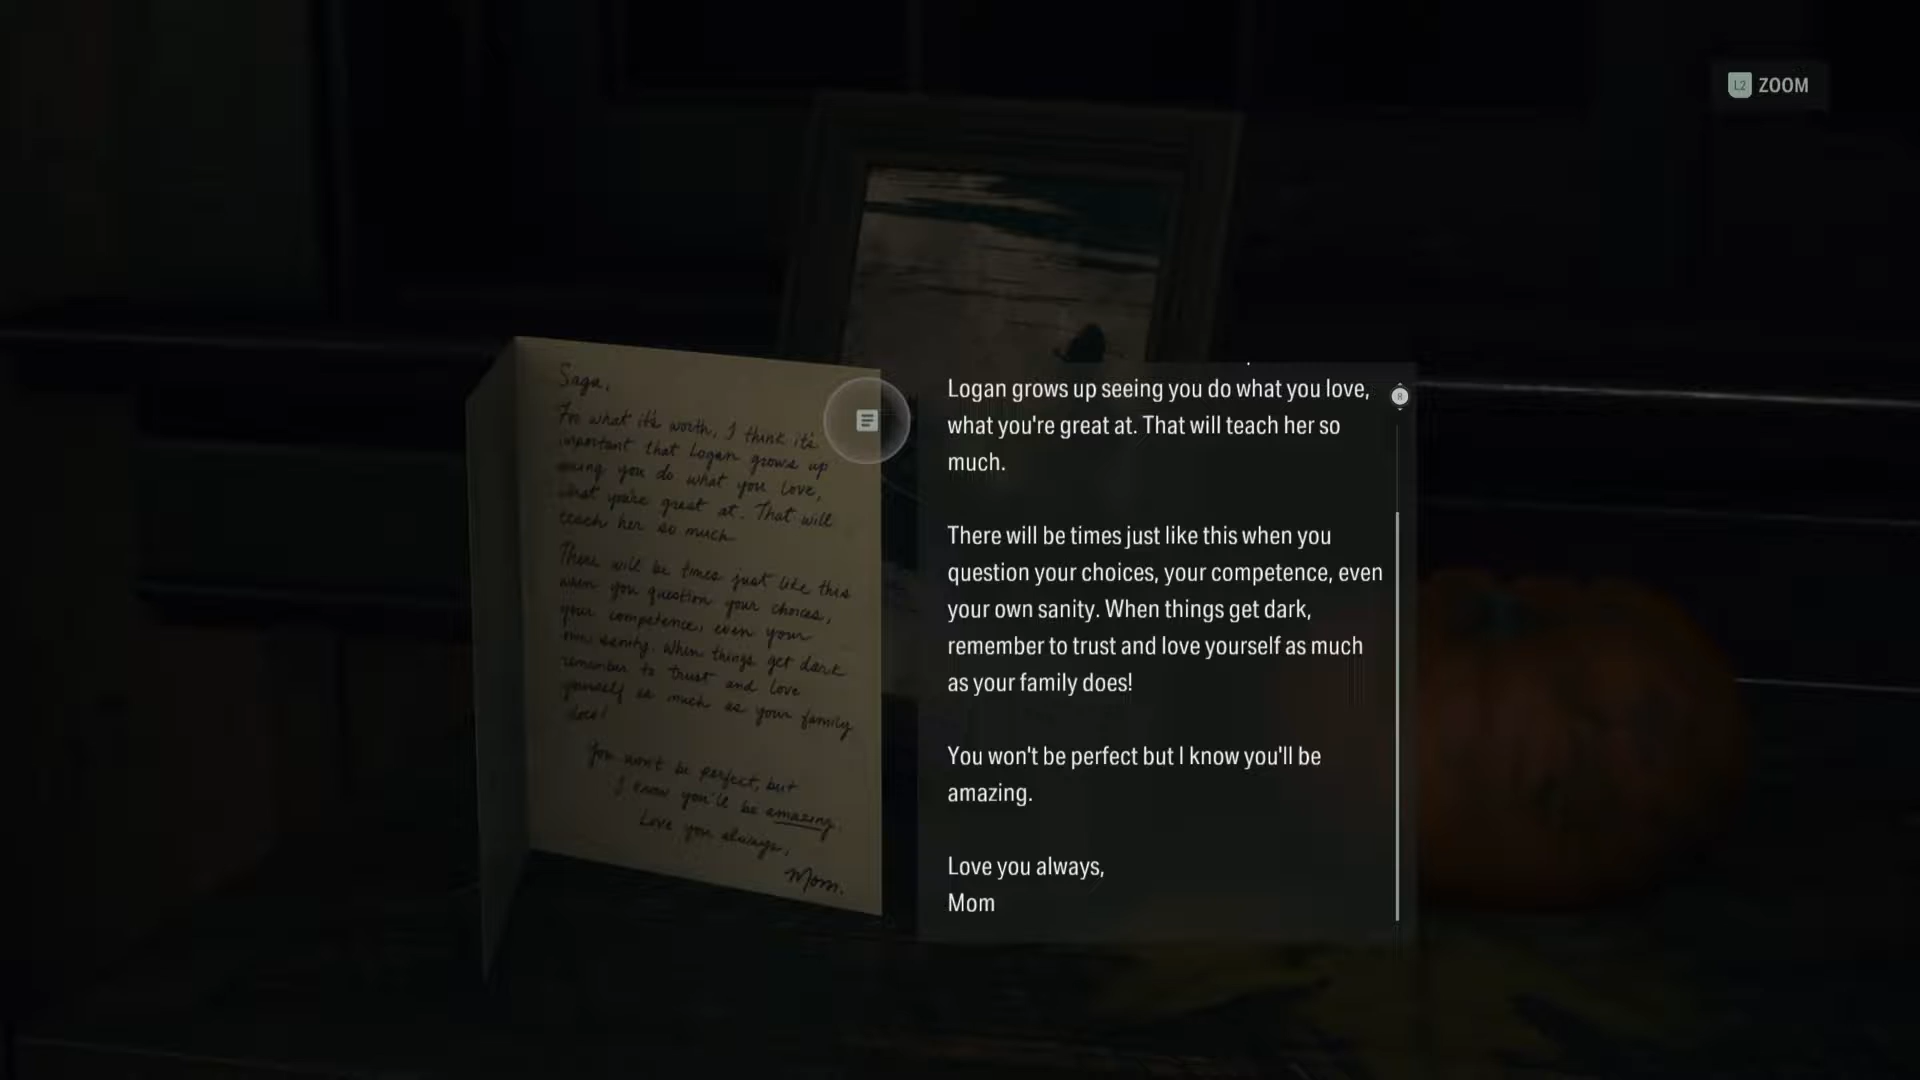 L2 ZOOM
Saga,
For what it's worth, I think it's
important that Logan grows up
seeing you do what you love,
what you're great at. That will
teach her so much.
There will be times just like this
when you question your choices,
your competence, even your
own sanity. When things get dark
remember to trust and love
yourself as much as your family
does!
You won't be perfect, but
I know you'll be amazing.
Love you always,
Mom.
Logan grows up seeing you do what you love,
what you're great at. That will teach her so
much.
There will be times just like this when you
question your choices, your competence, even
your own sanity. When things get dark,
remember to trust and love yourself as much
as your family does!
You won't be perfect but I know you'll be
amazing.
Love you always,
Mom
R